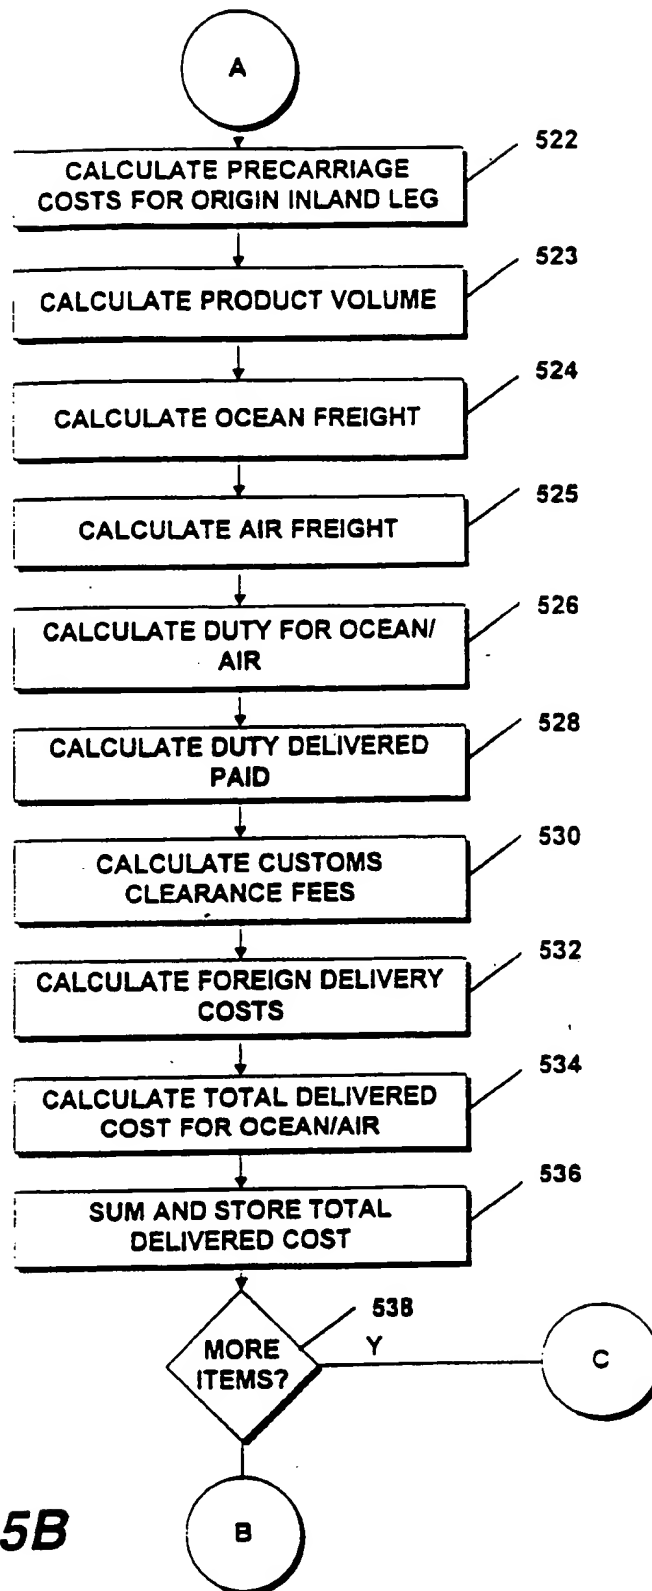 A
522
CALCULATE PRECARRIAGE
COSTS FOR ORIGIN INLAND LEG
523
CALCULATE PRODUCT VOLUME
524
CALCULATE OCEAN FREIGHT
525
CALCULATE AIR FREIGHT
526
CALCULATE DUTY FOR OCEAN/
AIR
528
CALCULATE DUTY DELIVERED
PAID
530
CALCULATE CUSTOMS
CLEARANCE FEES
532
CALCULATE FOREIGN DELIVERY
COSTS
534
CALCULATE TOTAL DELIVERED
COST FOR OCEAN/AIR
536
SUM AND STORE TOTAL
DELIVERED COST
538
MORE
ITEMS?
Y
C
5B
B